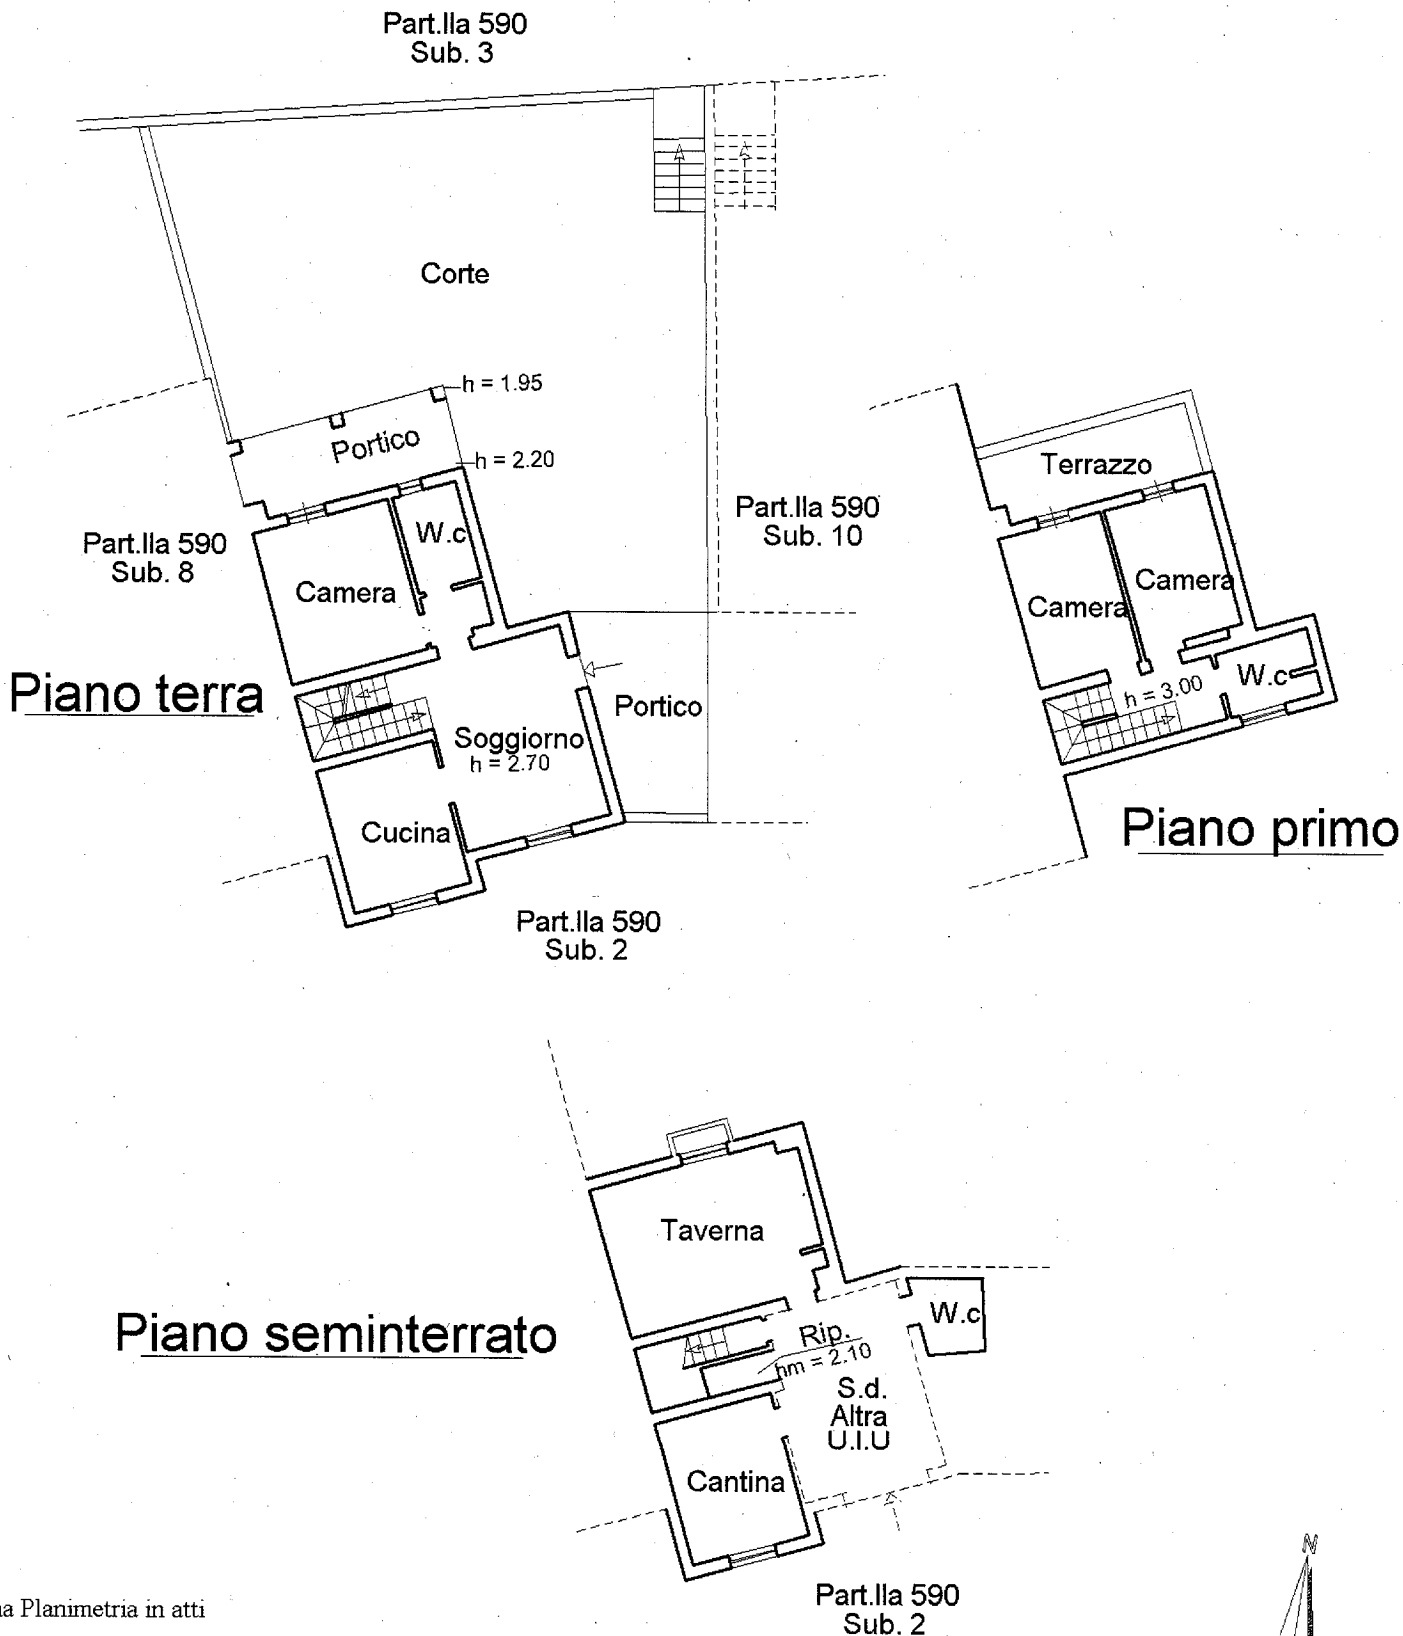 Part.lla 590
Sub. 3
Corte
h = 1.95
Portico
h = 2.20
Part.lla 590
Sub. 8
W.c
Camera
Part.lla 590
Sub. 10
Terrazzo
Camera
Camera
Piano terra
Portico
Soggiorno
h = 2.70
W.c
h = 3.00
Cucina
Piano primo
Part.lla 590
Sub. 2
Taverna
Piano seminterrato
W.c
Rip.
hm = 2.10
S.d.
Altra
U.I.U
Cantina
N
Part.lla 590
Sub. 2
na Planimetria in atti